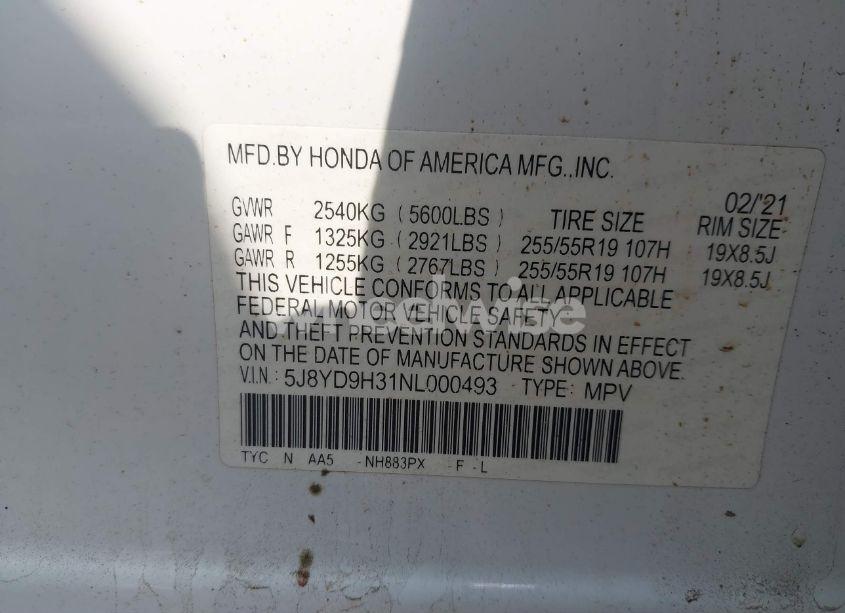 MFD.BY HONDA OF AMERICA MFG.,INC.
02/'21
GVWR 2540KG (5600LBS) TIRE SIZE RIM SIZE
GAWR F 1325KG (2921LBS) 255/55R19 107H 19X8.5J
GAWR R 1255KG (2767LBS) 255/55R19 107H 19X8.5J
THIS VEHICLE CONFORMS TO ALL APPLICABLE
FEDERAL MOTOR VEHICLE SAFETY
AND THEFT PREVENTION STANDARDS IN EFFECT
ON THE DATE OF MANUFACTURE SHOWN ABOVE.
V.I.N: 5J8YD9H31NL000493 TYPE: MPV
TYC N AA5 -NH883PX -F -L